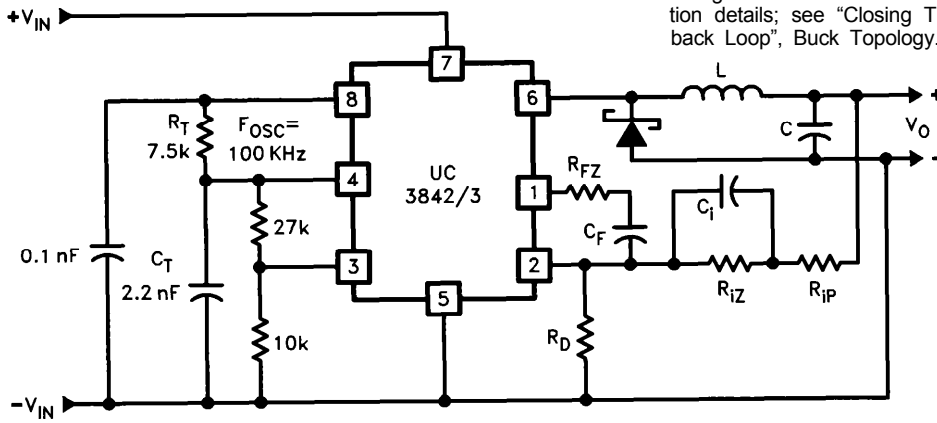 tion details; see “Closing T
back Loop”, Buck Topology.
+VIN
7
8
6
L
+
RT
7.5k
FOSC=
100 KHz
C
VO
-
4
UC
3842/3
1
RFZ
Ci
27k
CF
0.1 nF
CT
2.2 nF
3
2
RiZ
RiP
5
10k
RD
-VIN